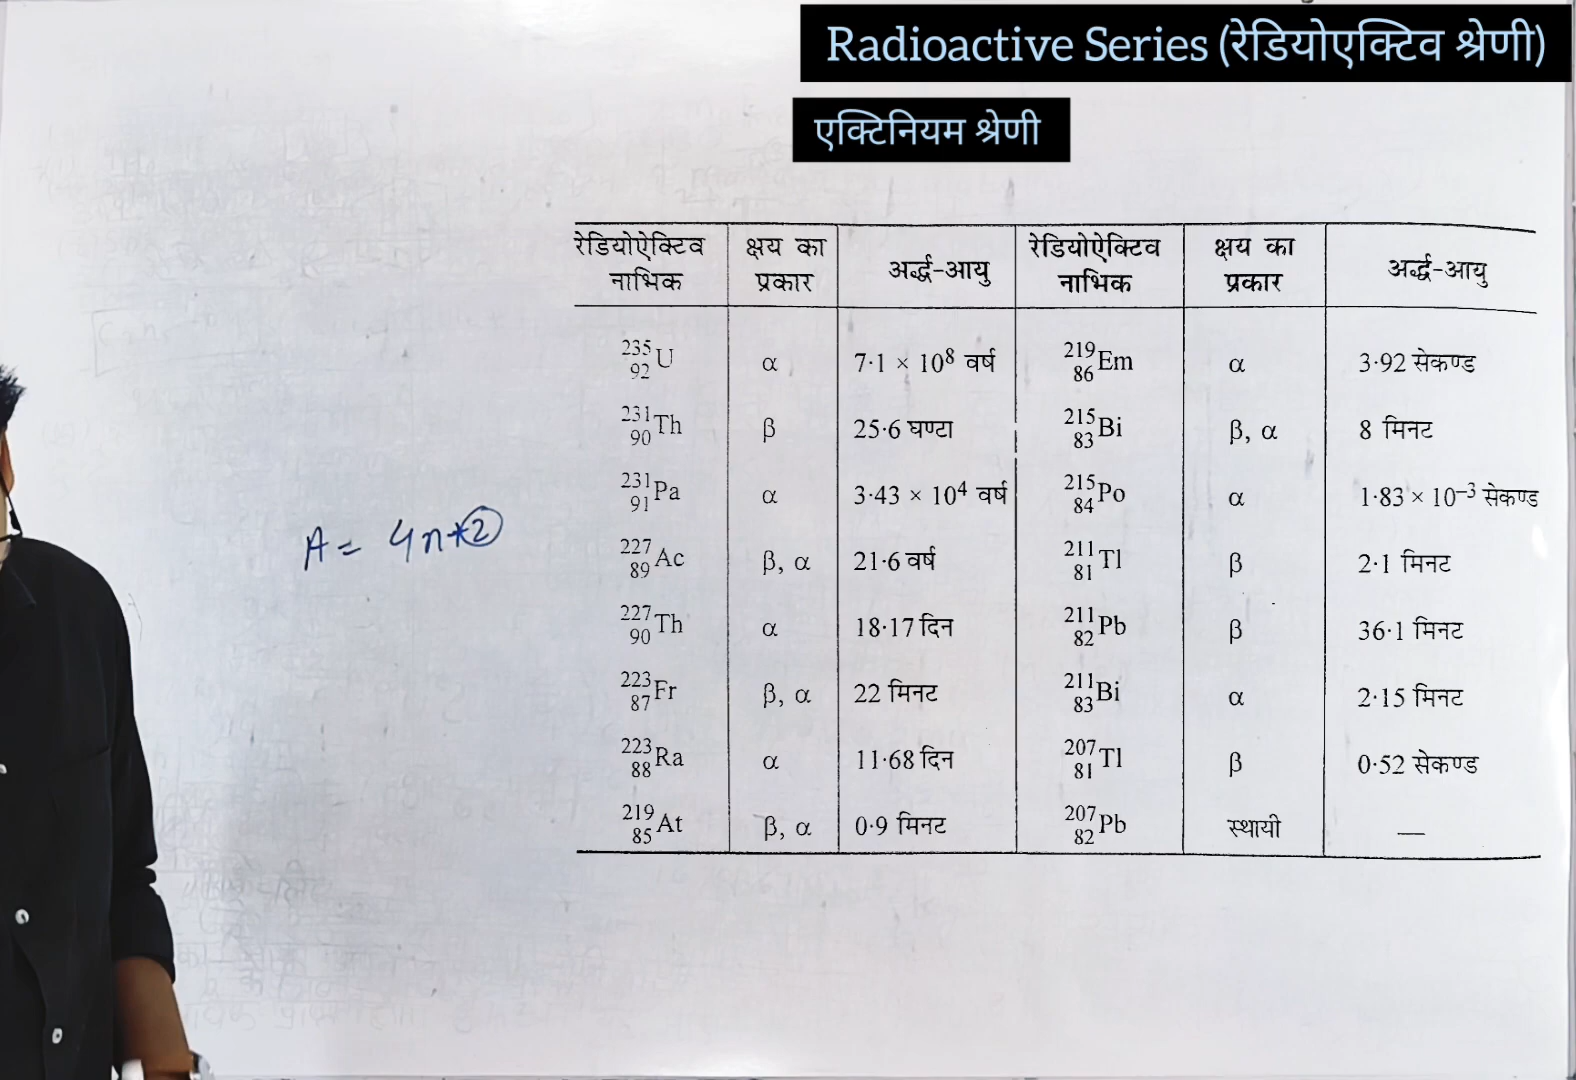 Radioactive Series (रेडियोएक्टिव श्रेणी)
एक्टिनियम श्रेणी
रेडियोऐक्टिव नाभिक | क्षय का प्रकार | अर्द्ध-आयु | रेडियोऐक्टिव नाभिक | क्षय का प्रकार | अर्द्ध-आयु
²³⁵₉₂U | α | 7·1 × 10⁸ वर्ष | ²¹⁹₈₆Em | α | 3·92 सेकण्ड
²³¹₉₀Th | β | 25·6 घण्टा | ²¹⁵₈₃Bi | β, α | 8 मिनट
²³¹₉₁Pa | α | 3·43 × 10⁴ वर्ष | ²¹⁵₈₄Po | α | 1·83 × 10⁻³ सेकण्ड
²²⁷₈₉Ac | β, α | 21·6 वर्ष | ²¹¹₈₁Tl | β | 2·1 मिनट
²²⁷₉₀Th | α | 18·17 दिन | ²¹¹₈₂Pb | β | 36·1 मिनट
²²³₈₇Fr | β, α | 22 मिनट | ²¹¹₈₃Bi | α | 2·15 मिनट
²²³₈₈Ra | α | 11·68 दिन | ²⁰⁷₈₁Tl | β | 0·52 सेकण्ड
²¹⁹₈₅At | β, α | 0·9 मिनट | ²⁰⁷₈₂Pb | स्थायी | —
A = 4n+2